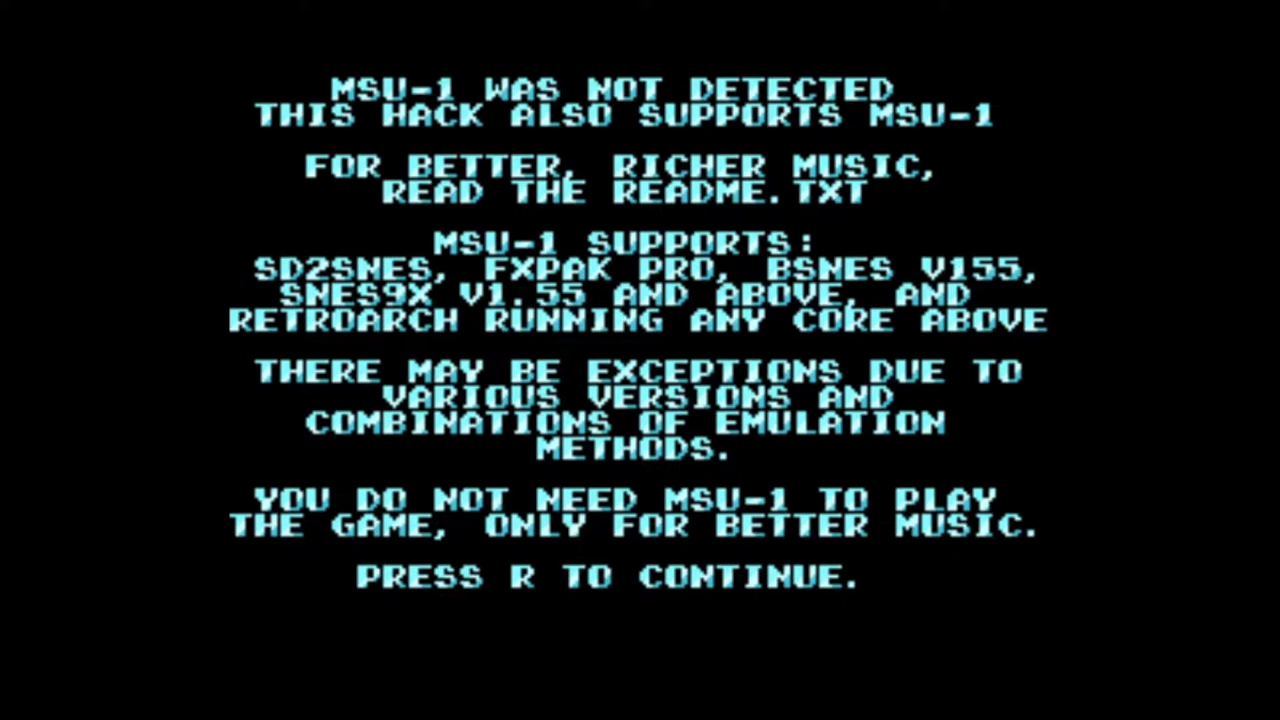 MSU-1 WAS NOT DETECTED
THIS HACK ALSO SUPPORTS MSU-1
FOR BETTER, RICHER MUSIC,
READ THE README.TXT
MSU-1 SUPPORTS:
SD2SNES, FXPAK PRO, BSNES V155,
SNES9X V1.55 AND ABOVE, AND
RETROARCH RUNNING ANY CORE ABOVE
THERE MAY BE EXCEPTIONS DUE TO
VARIOUS VERSIONS AND
COMBINATIONS OF EMULATION
METHODS.
YOU DO NOT NEED MSU-1 TO PLAY
THE GAME, ONLY FOR BETTER MUSIC.
PRESS R TO CONTINUE.